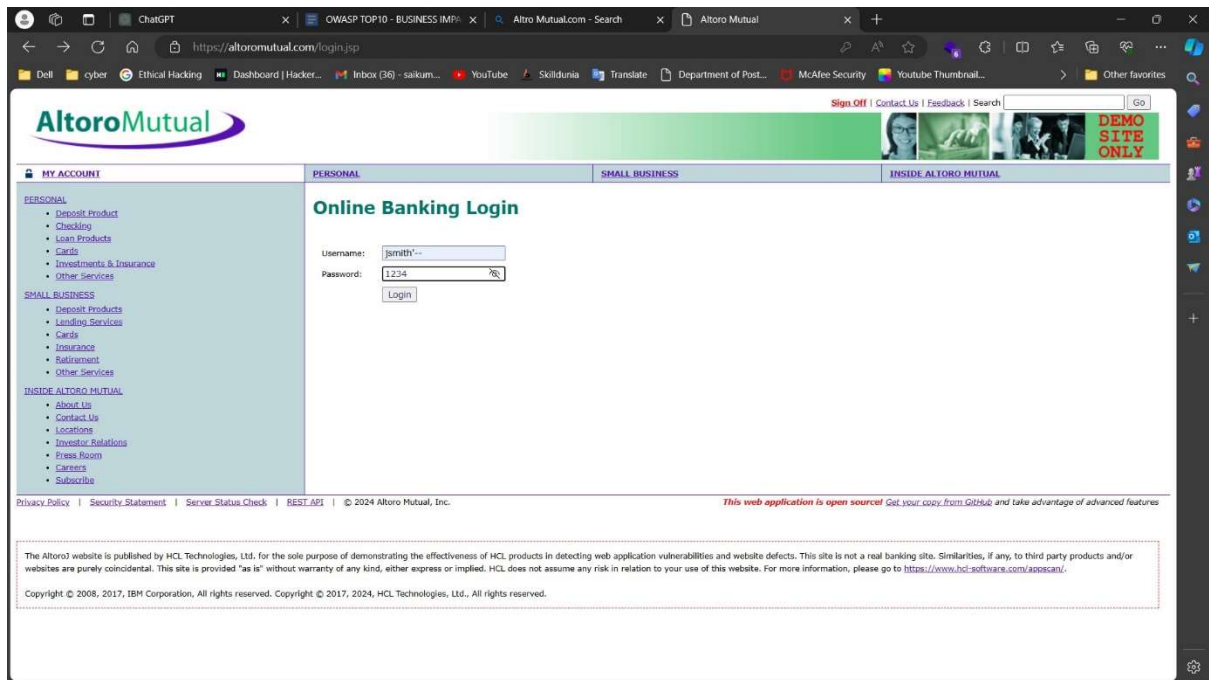 ChatGPT
OWASP TOP10 - BUSINESS IMPA
Altro Mutual.com - Search
Altoro Mutual
https://altoromutual.com/login.jsp
6
Dell
cyber
Ethical Hacking
Dashboard | Hacker...
Inbox (36) - saikum...
YouTube
Skilldunia
Translate
Department of Post...
McAfee Security
Youtube Thumbnail...
Other favorites
Sign Off | Contact Us | Feedback | Search
Go
AltoroMutual
DEMO
SITE
ONLY
MY ACCOUNT
PERSONAL
SMALL BUSINESS
INSIDE ALTORO MUTUAL
PERSONAL
• Deposit Product
• Checking
• Loan Products
• Cards
• Investments & Insurance
• Other Services
SMALL BUSINESS
• Deposit Products
• Lending Services
• Cards
• Insurance
• Retirement
• Other Services
INSIDE ALTORO MUTUAL
• About Us
• Contact Us
• Locations
• Investor Relations
• Press Room
• Careers
• Subscribe
Online Banking Login
Username: jsmith'--
Password: 1234
Login
Privacy Policy | Security Statement | Server Status Check | REST API | © 2024 Altoro Mutual, Inc.
This web application is open source! Get your copy from GitHub and take advantage of advanced features
The AltoroJ website is published by HCL Technologies, Ltd. for the sole purpose of demonstrating the effectiveness of HCL products in detecting web application vulnerabilities and website defects. This site is not a real banking site. Similarities, if any, to third party products and/or
websites are purely coincidental. This site is provided "as is" without warranty of any kind, either express or implied. HCL does not assume any risk in relation to your use of this website. For more information, please go to https://www.hcl-software.com/appscan/.
Copyright © 2008, 2017, IBM Corporation, All rights reserved. Copyright © 2017, 2024, HCL Technologies, Ltd., All rights reserved.